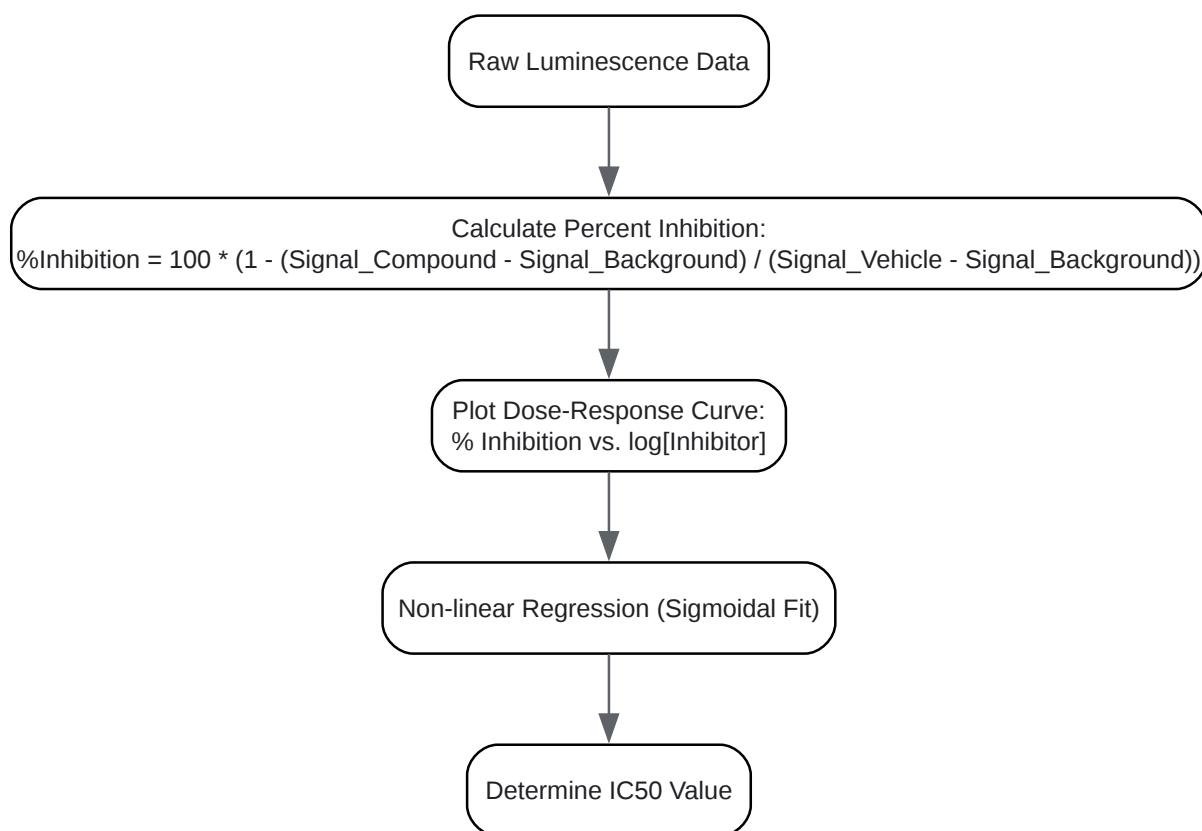 Raw Luminescence Data
Calculate Percent Inhibition:
%Inhibition = 100 * (1 - (Signal_Compound - Signal_Background) / (Signal_Vehicle - Signal_Background))
Plot Dose-Response Curve:
% Inhibition vs. log[Inhibitor]
Non-linear Regression (Sigmoidal Fit)
Determine IC50 Value